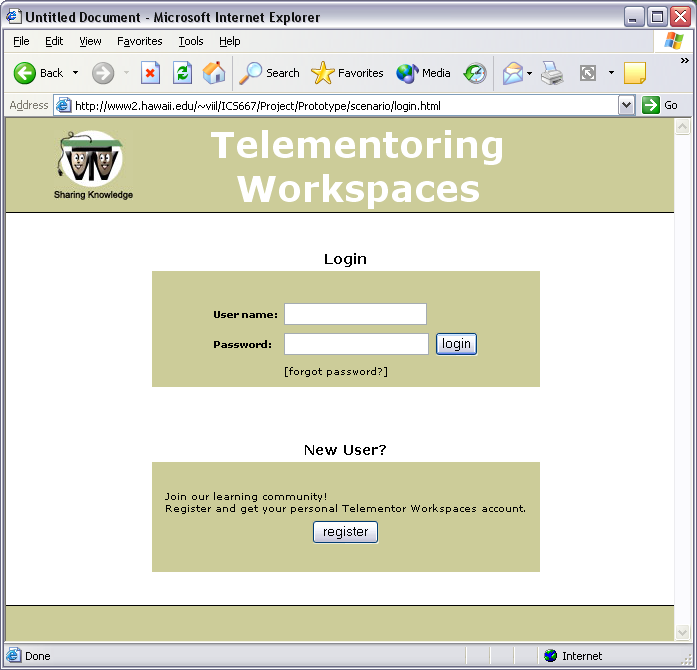 Untitled Document - Microsoft Internet Explorer
File Edit View Favorites Tools Help
Back Search Favorites Media »
Address http://www2.hawaii.edu/~viil/ICS667/Project/Prototype/scenario/login.html Go
Telementoring
Workspaces
Sharing Knowledge
Login
User name:
Password: login
[forgot password?]
New User?
Join our learning community!
Register and get your personal Telementor Workspaces account.
register
Done Internet